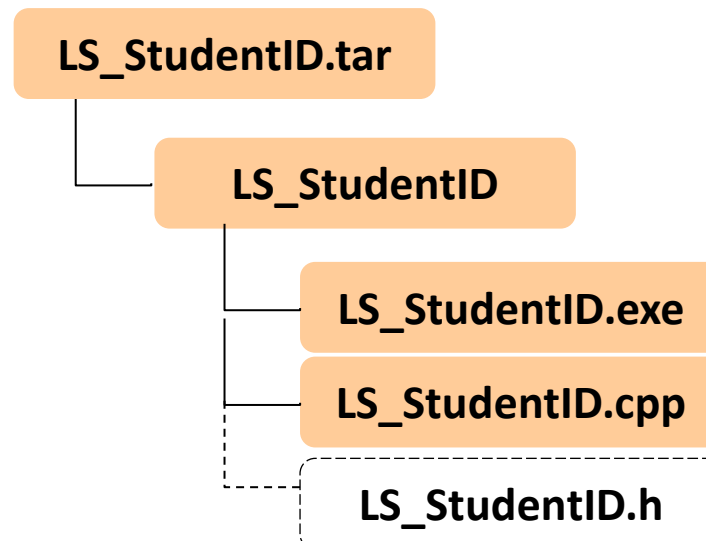 LS_StudentID.tar
LS_StudentID
LS_StudentID.exe
LS_StudentID.cpp
LS_StudentID.h